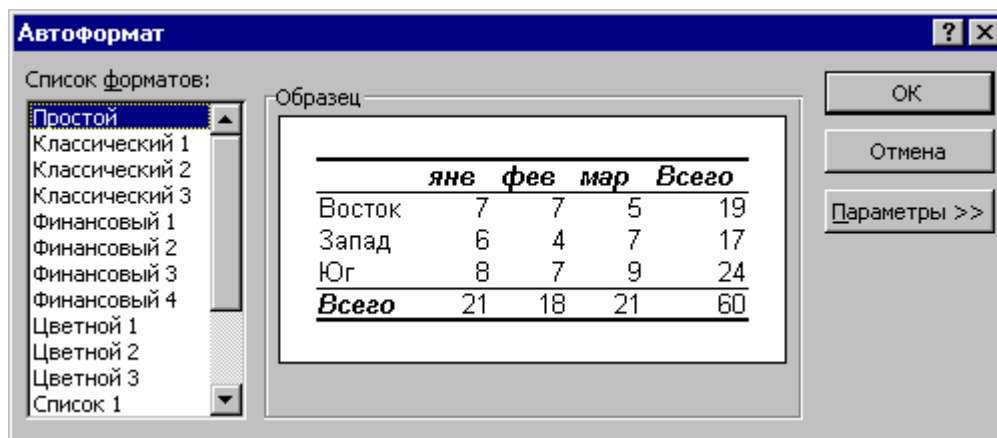 Автоформат
Список форматов:
Простой
Классический 1
Классический 2
Классический 3
Финансовый 1
Финансовый 2
Финансовый 3
Финансовый 4
Цветной 1
Цветной 2
Цветной 3
Список 1
Образец
янв фев мар Всего
Восток 7 7 5 19
Запад 6 4 7 17
Юг 8 7 9 24
Всего 21 18 21 60
ОК
Отмена
Параметры >>